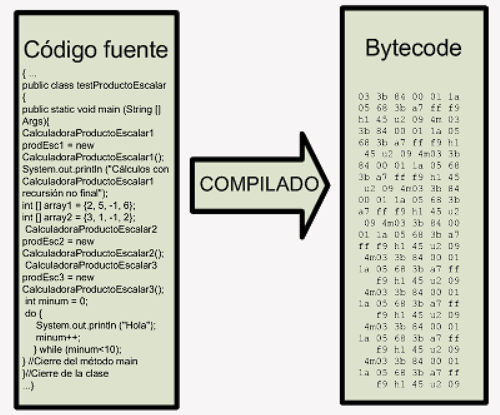 Código fuente
{ ...
public class testProductoEscalar
{
public static void main (String []
Args){
CalculadoraProductoEscalar1
prodEsc1 = new
CalculadoraProductoEscalar1();
System.out.println ("Cálculos con
CalculadoraProductoEscalar1
recursión no final");
int [] array1 = {2, 5, -1, 6};
int [] array2 = {3, 1, -1, 2};
CalculadoraProductoEscalar2
prodEsc2 = new
CalculadoraProductoEscalar2();
CalculadoraProductoEscalar3
prodEsc3 = new
CalculadoraProductoEscalar3();
int minum = 0;
do {
System.out.println ("Hola");
minum++;
} while (minum<10);
} //Cierre del método main
}//Cierre de la clase
...}
COMPILADO
Bytecode
03 3b 84 00 01 1a
05 68 3b a7 ff f9
h1 45 u2 09 4m 03
3b 84 00 01 1a 05
68 3b a7 ff f9 h1
45 u2 09 4m03 3b
84 00 01 1a 05 68
3b a7 ff f9 h1 45
u2 09 4m03 3b 84
00 01 1a 05 68 3b
a7 ff f9 h1 45 u2
09 4m03 3b 84 00
01 1a 05 68 3b a7
ff f9 h1 45 u2 09
4m03 3b 84 00 01
1a 05 68 3b a7 ff
f9 h1 45 u2 09
4m03 3b 84 00 01
1a 05 68 3b a7 ff
f9 h1 45 u2 09
4m03 3b 84 00 01
1a 05 68 3b a7 ff
f9 h1 45 u2 09
4m03 3b 84 00 01
1a 05 68 3b a7 ff
f9 h1 45 u2 09